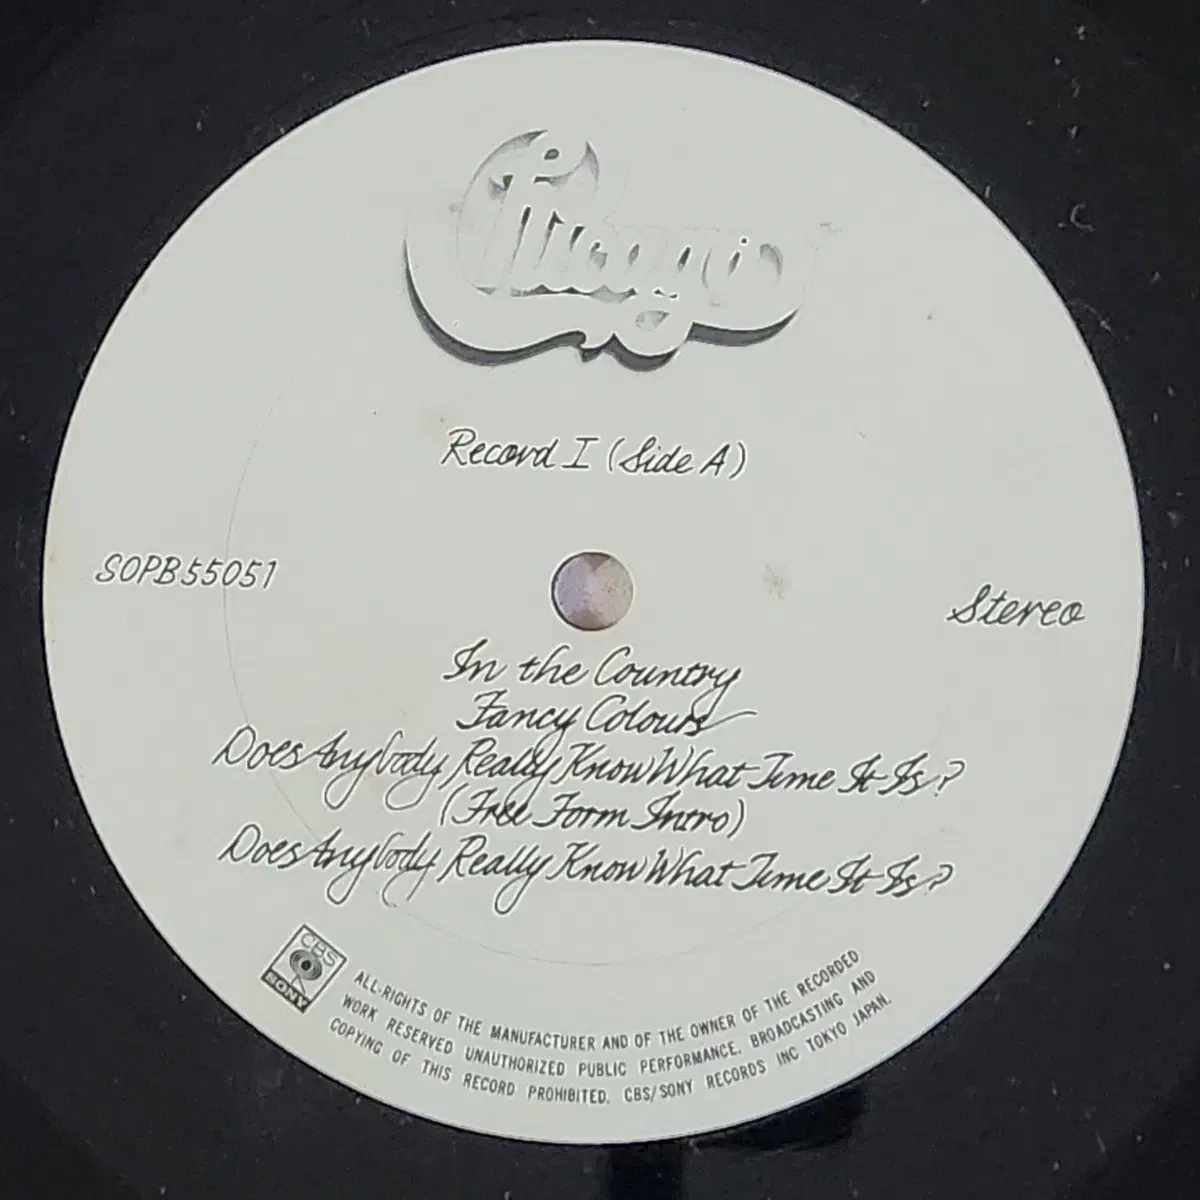 Chicago
Record I (Side A)
SOPB55051
Stereo
In the Country
Fancy Colours
Does Anybody Really Know What Time It Is?
(Free Form Intro)
Does Anybody Really Know What Time It Is?
CBS
SONY
ALL·RIGHTS OF THE MANUFACTURER AND OF THE OWNER OF THE RECORDED
WORK RESERVED UNAUTHORIZED PUBLIC PERFORMANCE. BROADCASTING AND
COPYING OF THIS RECORD PROHIBITED. CBS/SONY RECORDS INC TOKYO JAPAN.